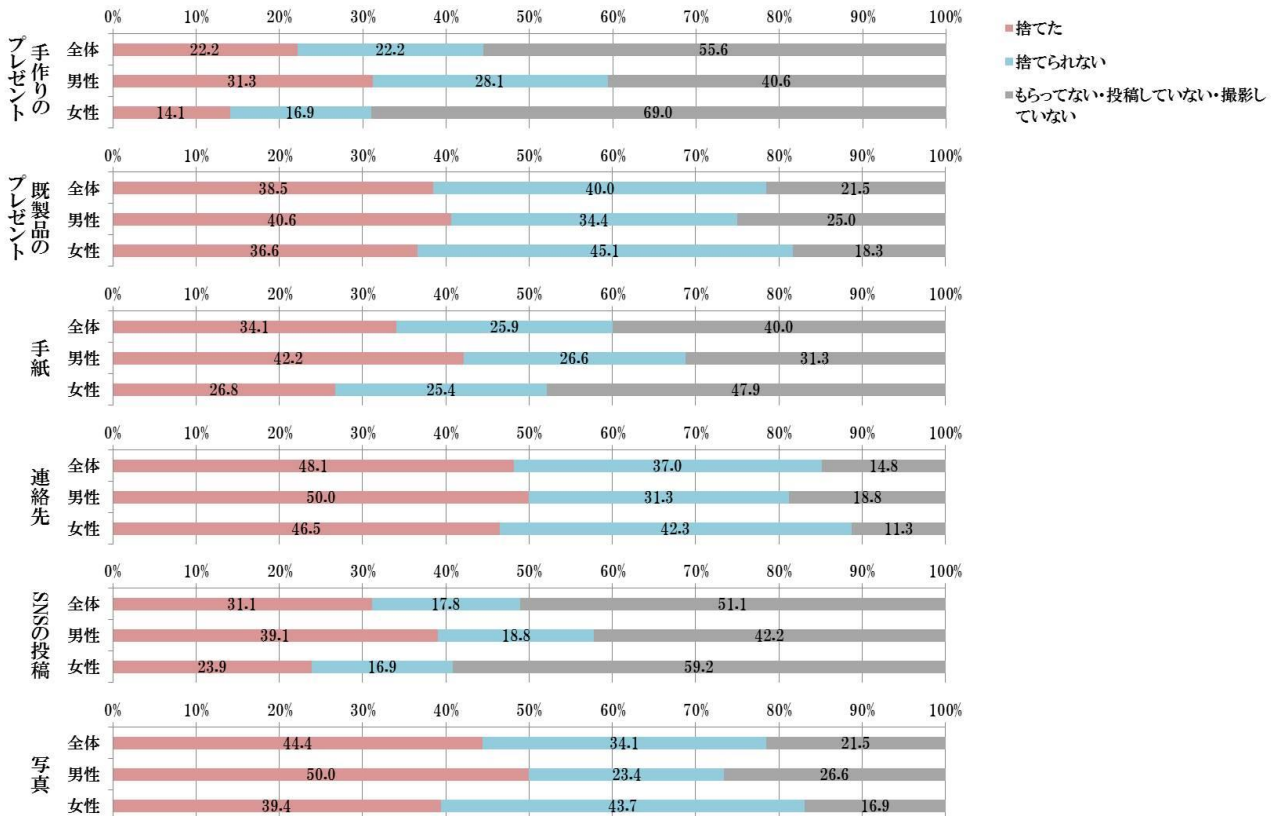 0% 10% 20% 30% 40% 50% 60% 70% 80% 90% 100%
手作りの
プレゼント
全体 22.2 22.2 55.6
男性 31.3 28.1 40.6
女性 14.1 16.9 69.0
捨てた
捨てられない
もらってない・投稿していない・撮影し
ていない
0% 10% 20% 30% 40% 50% 60% 70% 80% 90% 100%
既製品の
プレゼント
全体 38.5 40.0 21.5
男性 40.6 34.4 25.0
女性 36.6 45.1 18.3
0% 10% 20% 30% 40% 50% 60% 70% 80% 90% 100%
手紙
全体 34.1 25.9 40.0
男性 42.2 26.6 31.3
女性 26.8 25.4 47.9
0% 10% 20% 30% 40% 50% 60% 70% 80% 90% 100%
連絡先
全体 48.1 37.0 14.8
男性 50.0 31.3 18.8
女性 46.5 42.3 11.3
0% 10% 20% 30% 40% 50% 60% 70% 80% 90% 100%
SNSの投稿
全体 31.1 17.8 51.1
男性 39.1 18.8 42.2
女性 23.9 16.9 59.2
0% 10% 20% 30% 40% 50% 60% 70% 80% 90% 100%
写真
全体 44.4 34.1 21.5
男性 50.0 23.4 26.6
女性 39.4 43.7 16.9